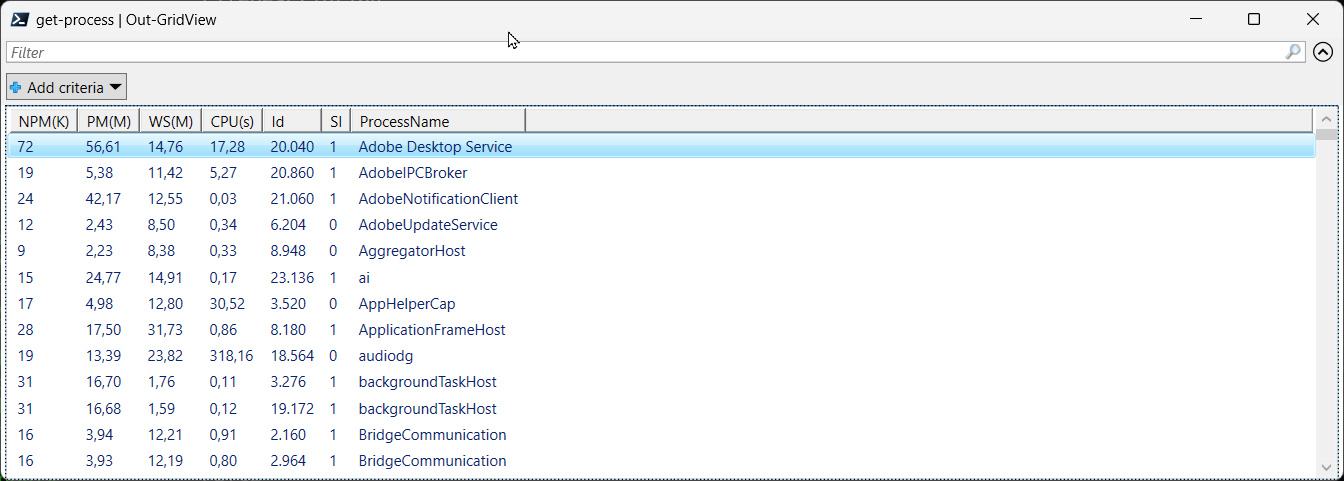 get-process | Out-GridView
Filter
Add criteria
NPM(K) PM(M) WS(M) CPU(s) Id SI ProcessName
72 56,61 14,76 17,28 20.040 1 Adobe Desktop Service
19 5,38 11,42 5,27 20.860 1 AdobeIPCBroker
24 42,17 12,55 0,03 21.060 1 AdobeNotificationClient
12 2,43 8,50 0,34 6.204 0 AdobeUpdateService
9 2,23 8,38 0,33 8.948 0 AggregatorHost
15 24,77 14,91 0,17 23.136 1 ai
17 4,98 12,80 30,52 3.520 0 AppHelperCap
28 17,50 31,73 0,86 8.180 1 ApplicationFrameHost
19 13,39 23,82 318,16 18.564 0 audiodg
31 16,70 1,76 0,11 3.276 1 backgroundTaskHost
31 16,68 1,59 0,12 19.172 1 backgroundTaskHost
16 3,94 12,21 0,91 2.160 1 BridgeCommunication
16 3,93 12,19 0,80 2.964 1 BridgeCommunication